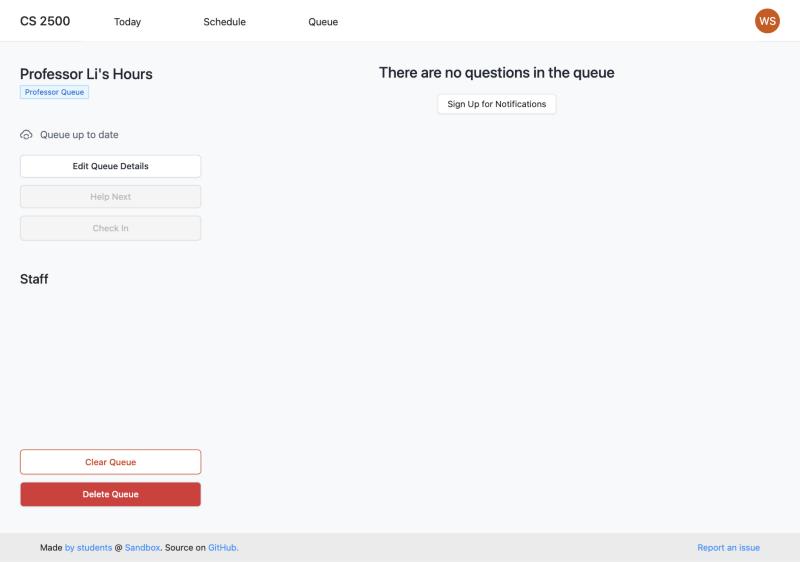 CS 2500
Today
Schedule
Queue
WS
Professor Li's Hours
Professor Queue
Queue up to date
Edit Queue Details
Help Next
Check In
Staff
Clear Queue
Delete Queue
There are no questions in the queue
Sign Up for Notifications
Made by students @ Sandbox. Source on GitHub.
Report an issue